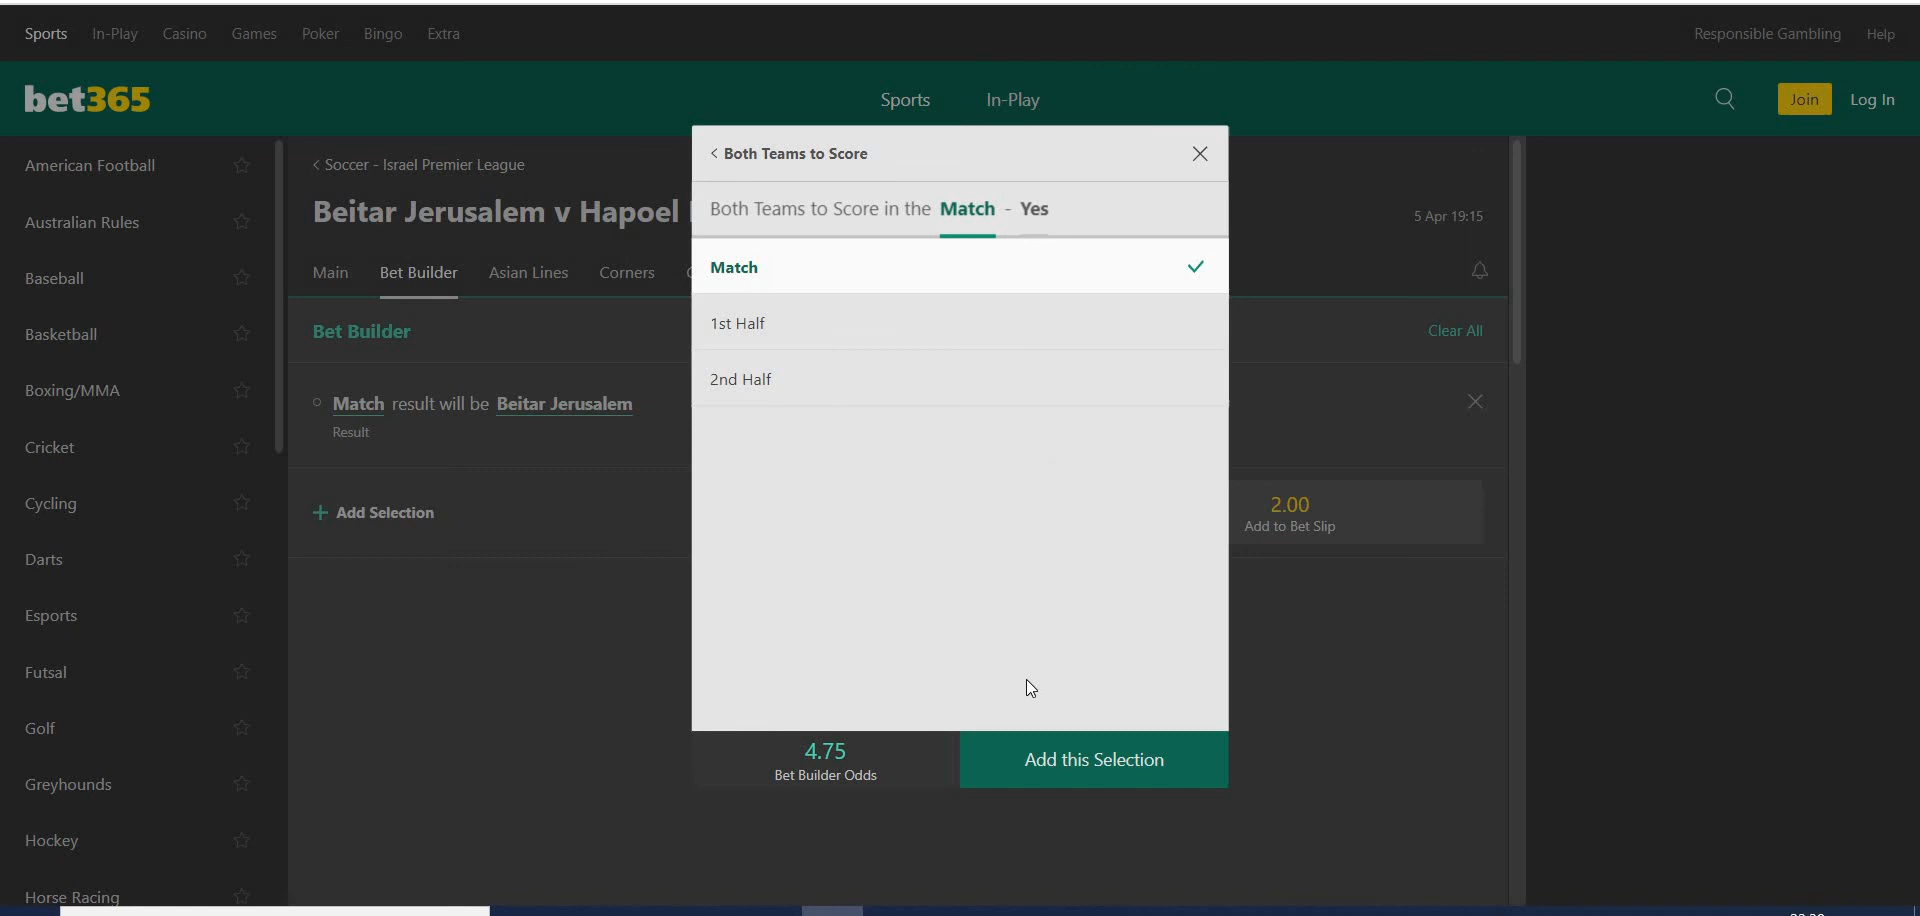 Sports In-Play Casino Games Poker Bingo Extra Responsible Gambling Help
bet365 Sports In-Play Join Log In
American Football
Australian Rules
Baseball
Basketball
Boxing/MMA
Cricket
Cycling
Darts
Esports
Futsal
Golf
Greyhounds
Hockey
Horse Racing
< Soccer - Israel Premier League
Beitar Jerusalem v Hapoel
5 Apr 19:15
Main Bet Builder Asian Lines Corners
Bet Builder Clear All
Match result will be Beitar Jerusalem
Result
+ Add Selection
2.00
Add to Bet Slip
< Both Teams to Score
Both Teams to Score in the Match - Yes
Match
1st Half
2nd Half
4.75
Bet Builder Odds
Add this Selection